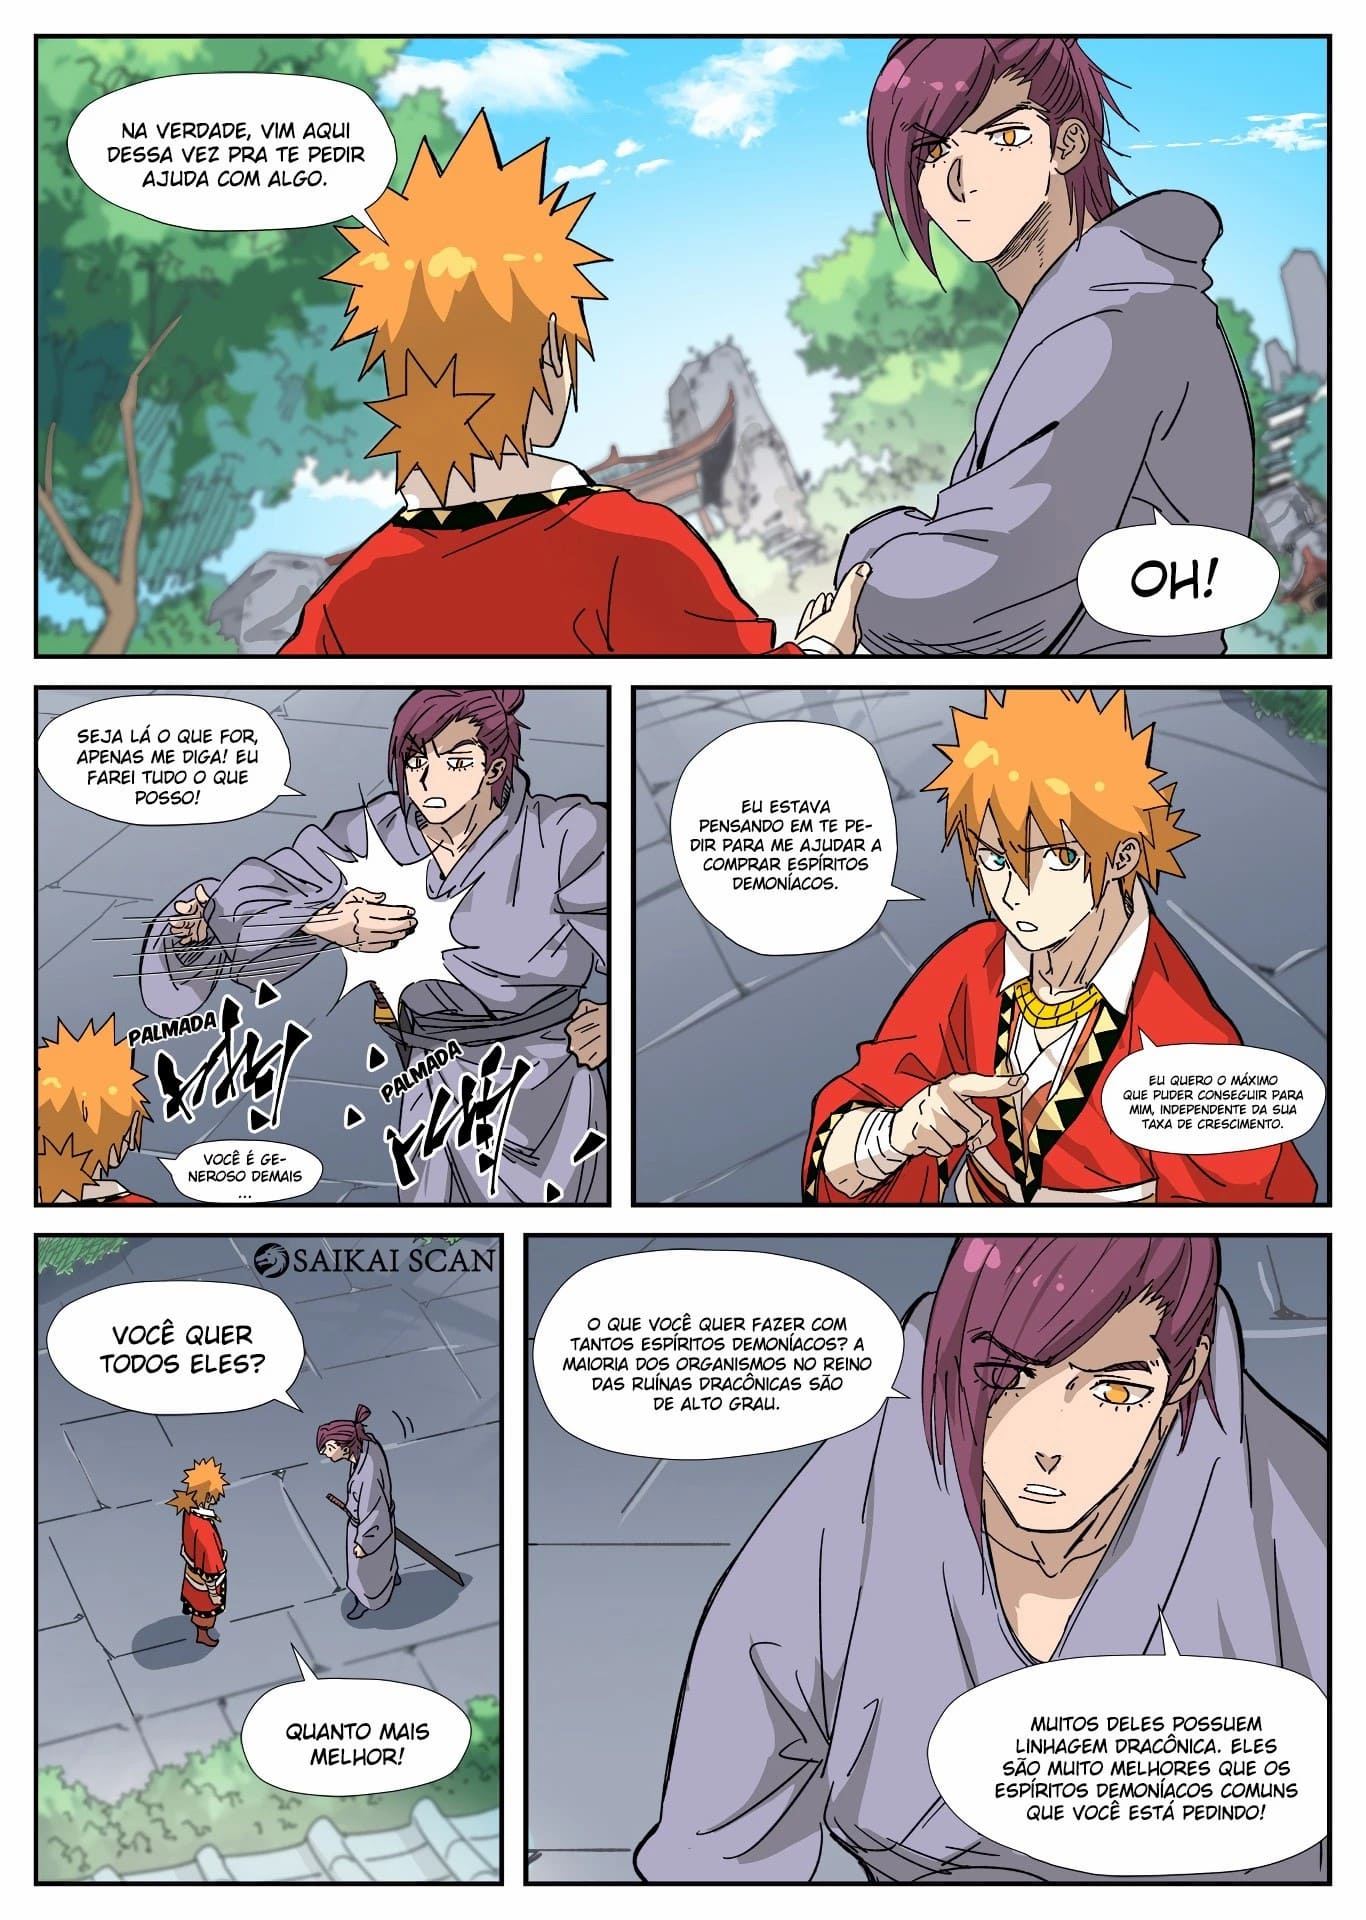 NA VERDADE, VIM AQUI
DESSA VEZ PRA TE PEDIR
AJUDA COM ALGO.
OH!
SEJA LÁ O QUE FOR,
APENAS ME DIGA! EU
FAREI TUDO O QUE
POSSO!
PALMADA
PALMADA
VOCÊ É GE-
NEROSO DEMAIS
...
EU ESTAVA
PENSANDO EM TE PE-
DIR PARA ME AJUDAR A
COMPRAR ESPÍRITOS
DEMONÍACOS.
EU QUERO O MÁXIMO
QUE PUDER CONSEGUIR PARA
MIM, INDEPENDENTE DA SUA
TAXA DE CRESCIMENTO.
SAIKAI SCAN
VOCÊ QUER
TODOS ELES?
QUANTO MAIS
MELHOR!
O QUE VOCÊ QUER FAZER COM
TANTOS ESPÍRITOS DEMONÍACOS? A
MAIORIA DOS ORGANISMOS NO REINO
DAS RUÍNAS DRACÔNICAS SÃO
DE ALTO GRAU.
MUITOS DELES POSSUEM
LINHAGEM DRACÔNICA. ELES
SÃO MUITO MELHORES QUE OS
ESPÍRITOS DEMONÍACOS COMUNS
QUE VOCÊ ESTÁ PEDINDO!